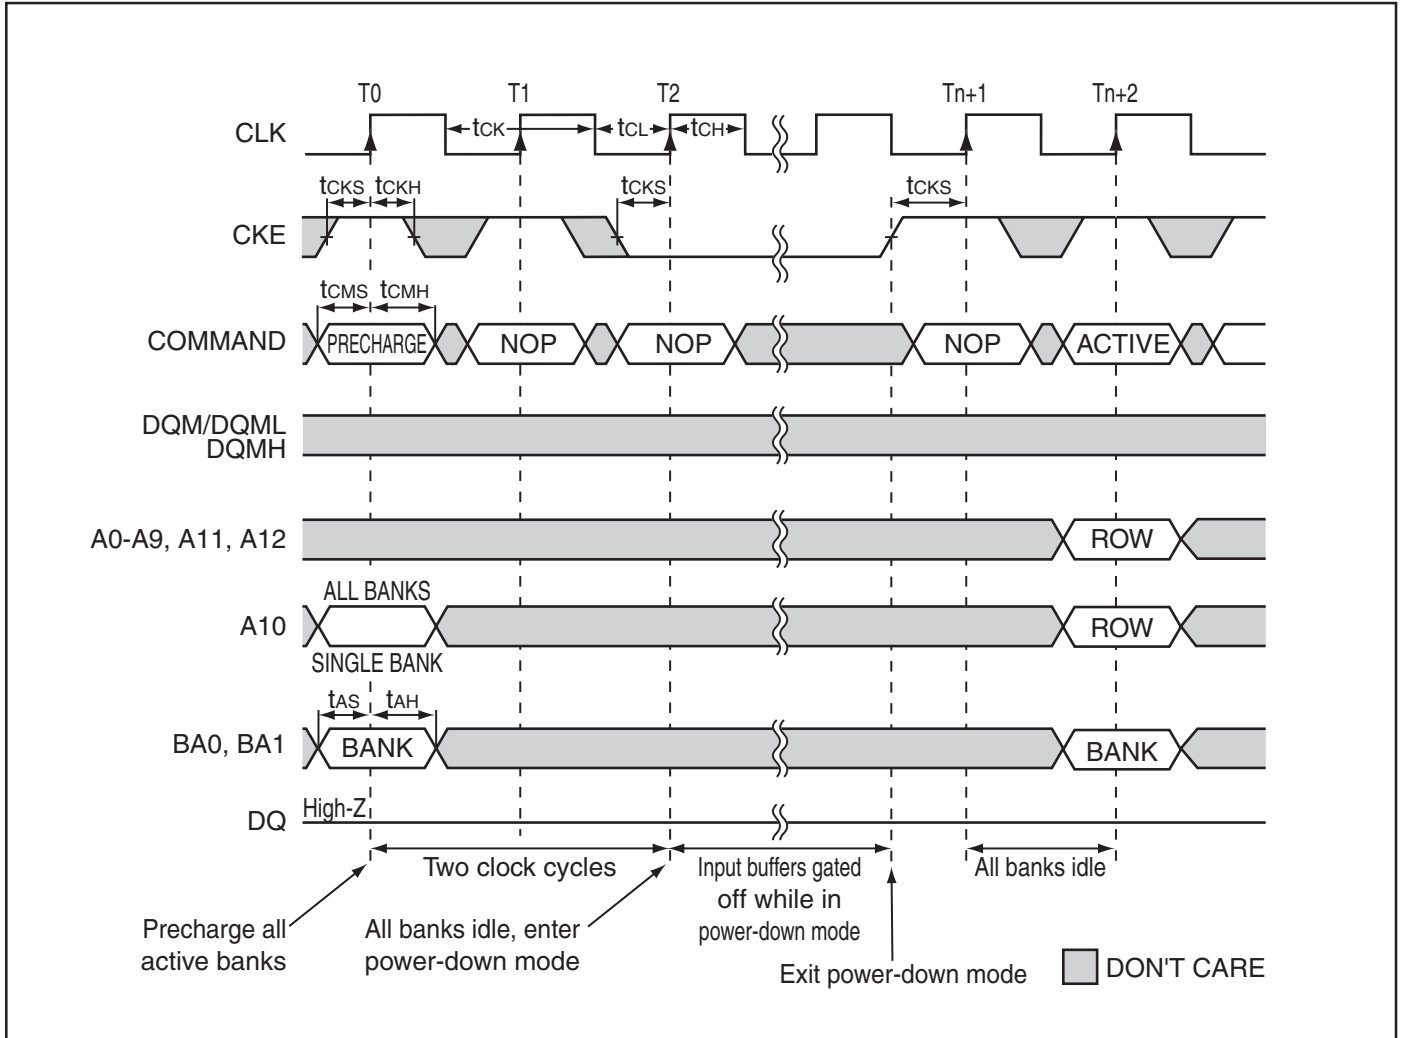 T0 T1 T2 Tn+1 Tn+2
CLK tCK tCL tCH
tCKS tCKH tCKS tCKS
CKE
tCMS tCMH
COMMAND PRECHARGE NOP NOP NOP ACTIVE
DQM/DQML
DQMH
A0-A9, A11, A12 ROW
ALL BANKS
A10 ROW
SINGLE BANK
tAS tAH
BA0, BA1 BANK BANK
DQ High-Z
Two clock cycles
Input buffers gated
off while in
power-down mode
All banks idle
Precharge all
active banks
All banks idle, enter
power-down mode
Exit power-down mode
DON'T CARE